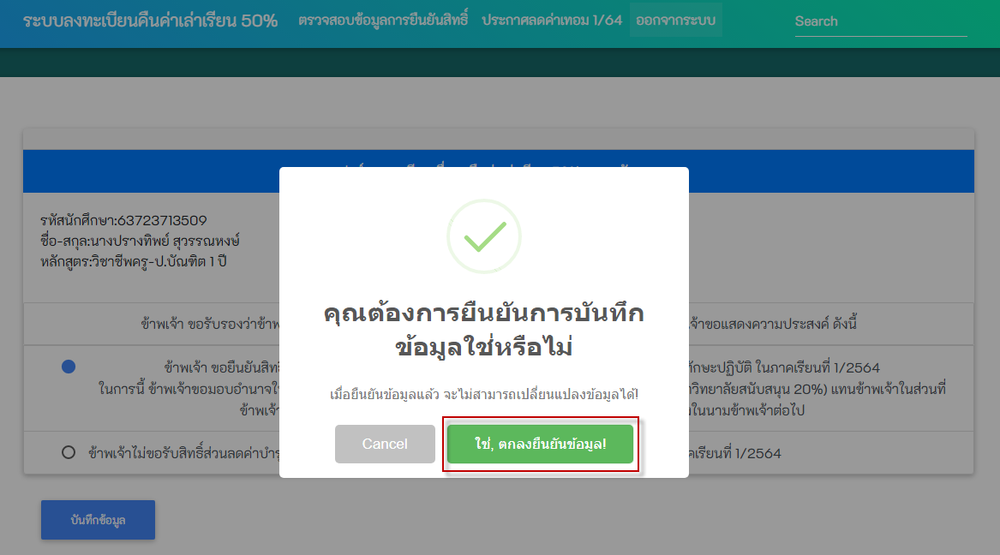 ระบบลงทะเบียนคืนค่าเล่าเรียน 50% ตรวจสอบข้อมูลการยืนยันสิทธิ์ ประกาศลดค่าเทอม 1/64 ออกจากระบบ Search
รหัสนักศึกษา:63723713509
ชื่อ-สกุล:นางปรางทิพย์ สุวรรณหงษ์
หลักสูตร:วิชาชีพครู-ป.บัณฑิต 1 ปี
คุณต้องการยืนยันการบันทึก
ข้อมูลใช่หรือไม่
เมื่อยืนยันข้อมูลแล้ว จะไม่สามารถเปลี่ยนแปลงข้อมูลได้!
Cancel ใช่, ตกลงยืนยันข้อมูล!
ข้าพเจ้า ขอรับรองว่าข้าพ จ้าขอแสดงความประสงค์ ดังนี้
ข้าพเจ้า ขอยืนยันสิท ทักษะปฏิบัติ ในภาคเรียนที่ 1/2564
ในการนี้ ข้าพเจ้าขอมอบอำนาจใ วิทยาลัยสนับสนุน 20%) แทนข้าพเจ้าในส่วนที่
ข้าพเจ้า ในนามข้าพเจ้าต่อไป
ข้าพเจ้าไม่ขอรับสิทธิ์ส่วนลดค่าบำรุ คเรียนที่ 1/2564
บันทึกข้อมูล